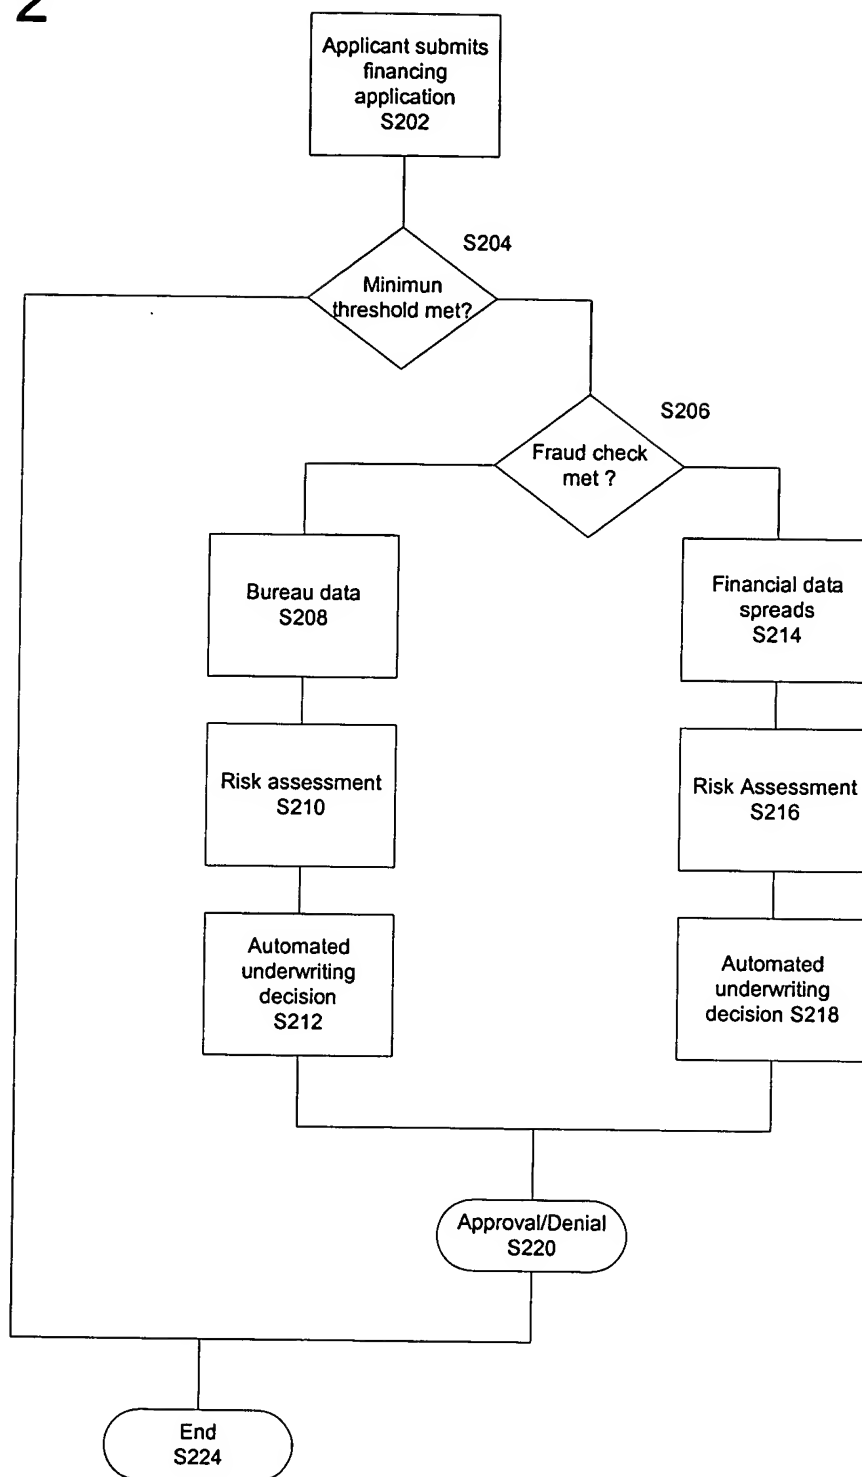 2
Applicant submits
financing
application
S202
S204
Minimun
threshold met?
S206
Fraud check
met ?
Bureau data
S208
Financial data
spreads
S214
Risk assessment
S210
Risk Assessment
S216
Automated
underwriting
decision
S212
Automated
underwriting
decision S218
Approval/Denial
S220
End
S224